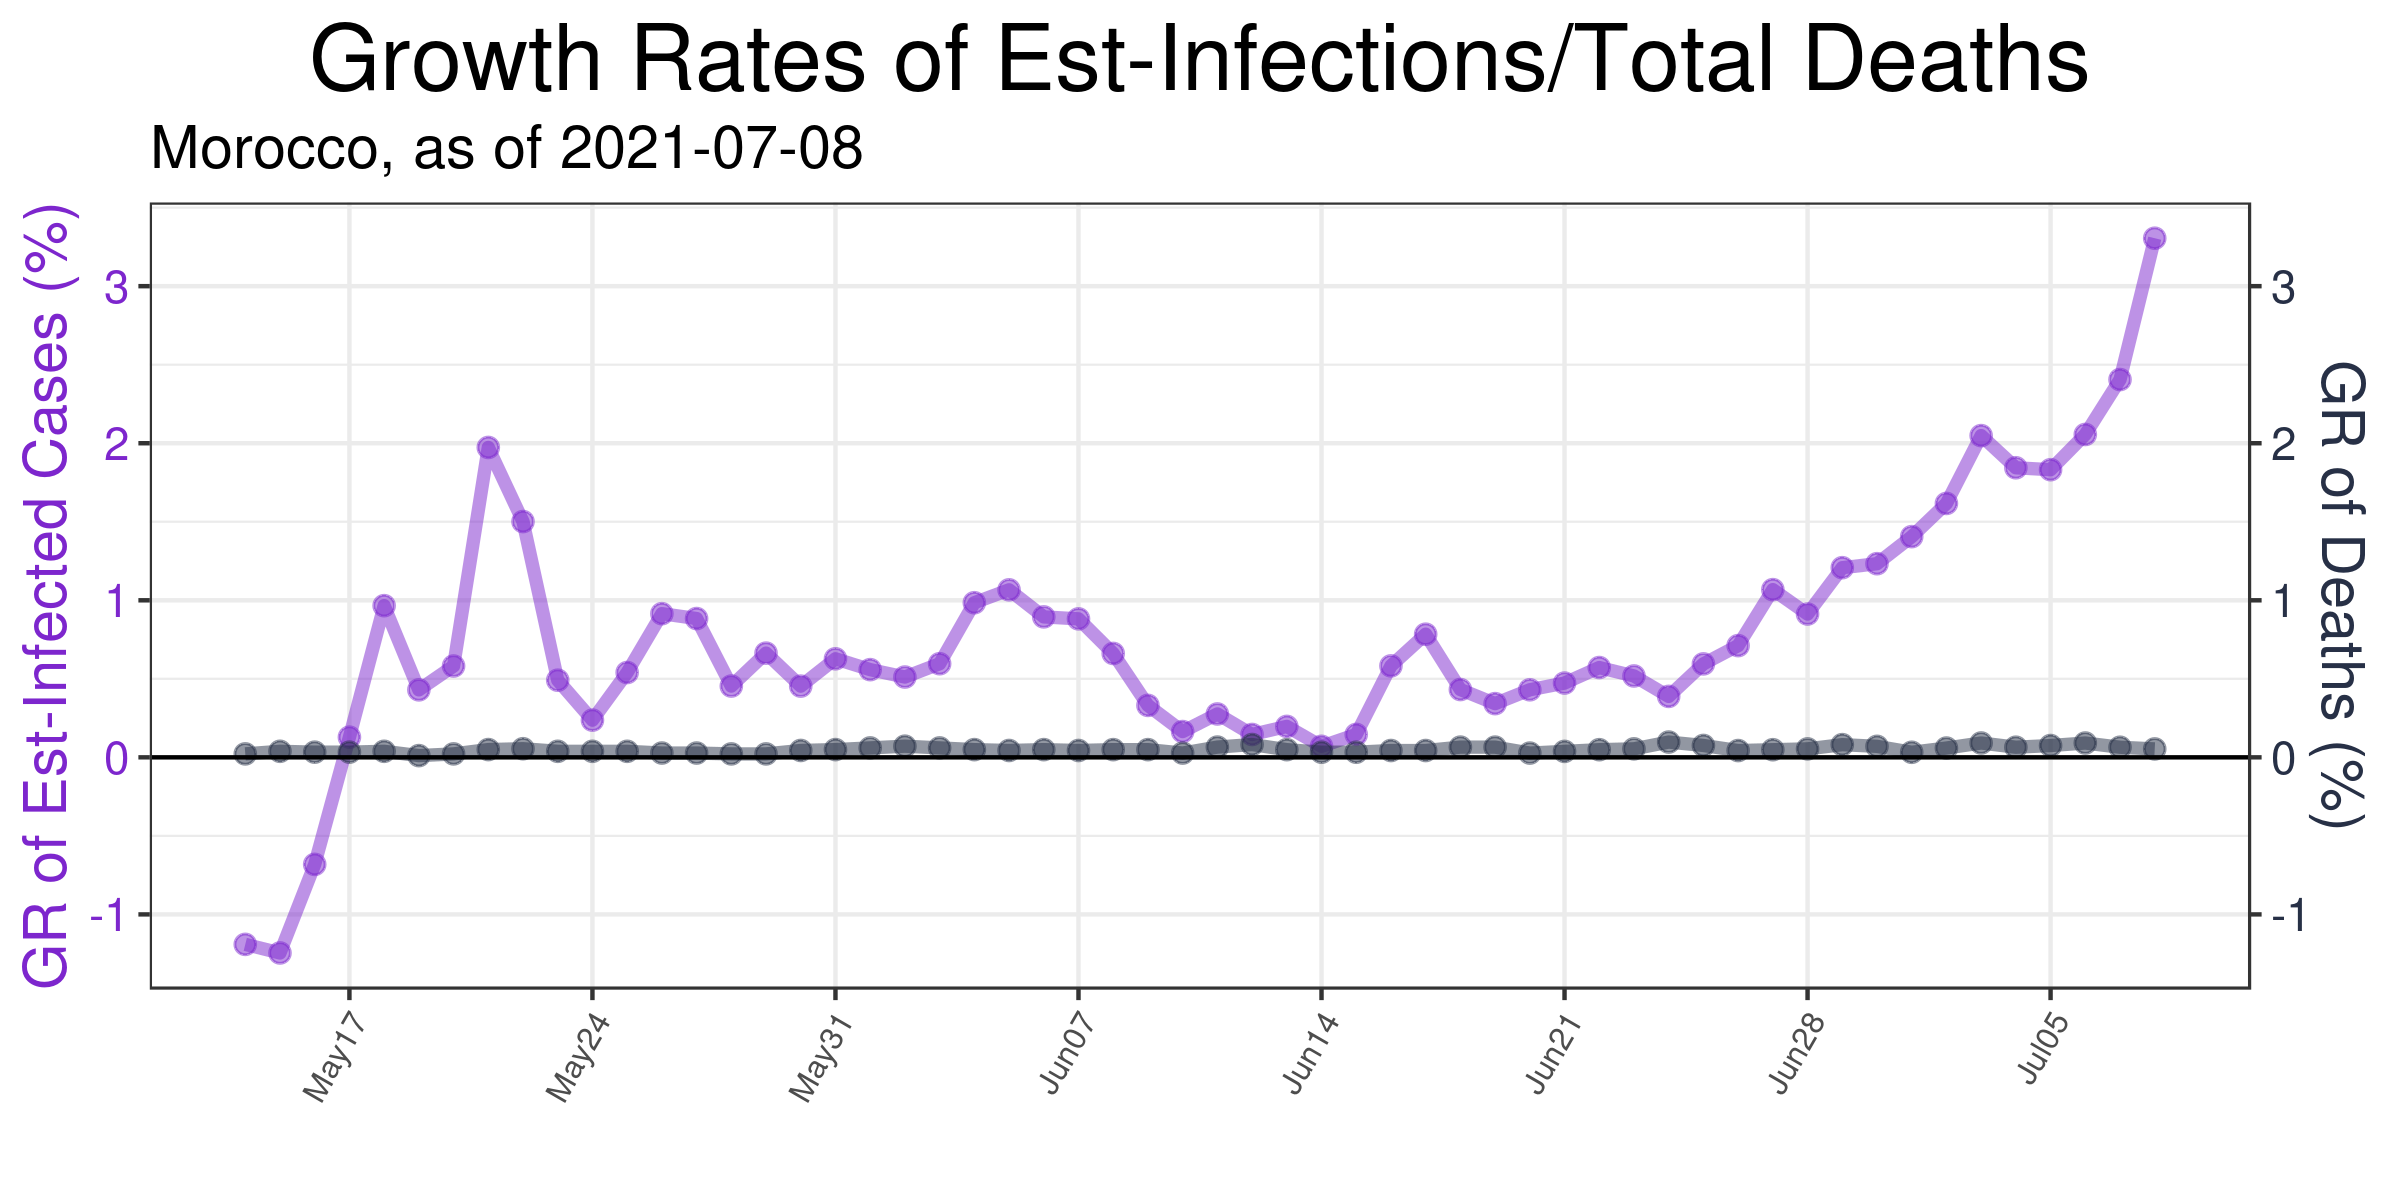 Growth Rates of Est-Infections/Total Deaths
Morocco, as of 2021-07-08
GR of Est-Infected Cases (%)
3
2
1
0
-1
3
2
1
0
-1
GR of Deaths (%)
May17
May24
May31
Jun07
Jun14
Jun21
Jun28
Jul05